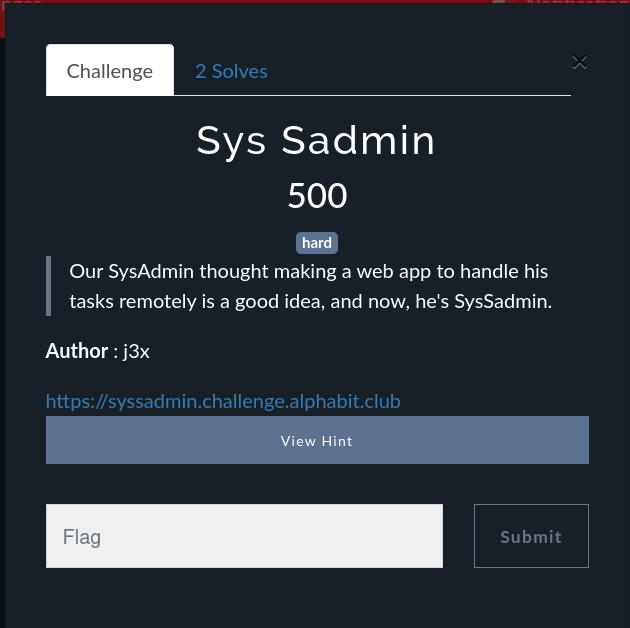 Challenge
2 Solves
Sys Sadmin
500
hard
Our SysAdmin thought making a web app to handle his
tasks remotely is a good idea, and now, he's SysSadmin.
Author : j3x
https://syssadmin.challenge.alphabit.club
View Hint
Flag
Submit